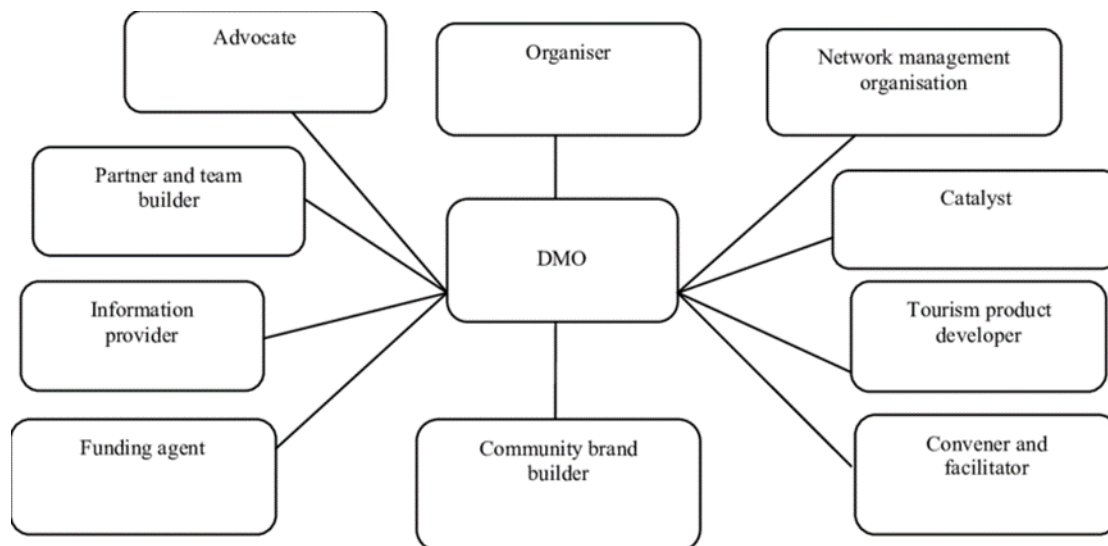 Advocate
Organiser
Network management
organisation
Partner and team
builder
Catalyst
DMO
Information
provider
Tourism product
developer
Funding agent
Community brand
builder
Convener and
facilitator